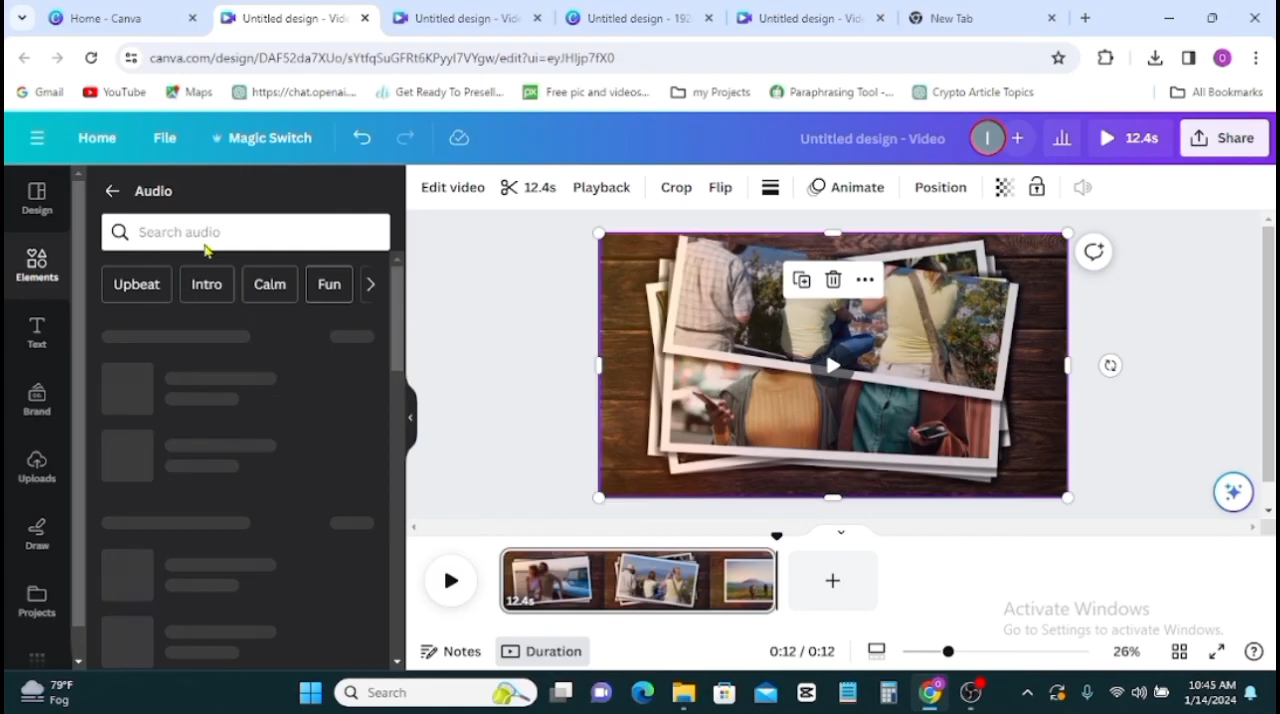 Home - Canva
Untitled design - Vide
Untitled design - Vide
Untitled design - 192
Untitled design - Vide
New Tab
canva.com/design/DAF52da7XUo/sYtfqSuGFRt6KPyyI7VYgw/edit?ui=eyJHIjp7fX0
Gmail
YouTube
Maps
https://chat.openai....
Get Ready To Presell...
Free pic and videos...
my Projects
Paraphrasing Tool -...
Crypto Article Topics
All Bookmarks
Home
File
Magic Switch
Untitled design - Video
I
12.4s
Share
Design
Elements
Text
Brand
Uploads
Draw
Projects
Audio
Search audio
Upbeat
Intro
Calm
Fun
Edit video
12.4s
Playback
Crop
Flip
Animate
Position
12.4s
Activate Windows
Go to Settings to activate Windows.
Notes
Duration
0:12 / 0:12
26%
79°F
Fog
Search
10:45 AM
1/14/2024